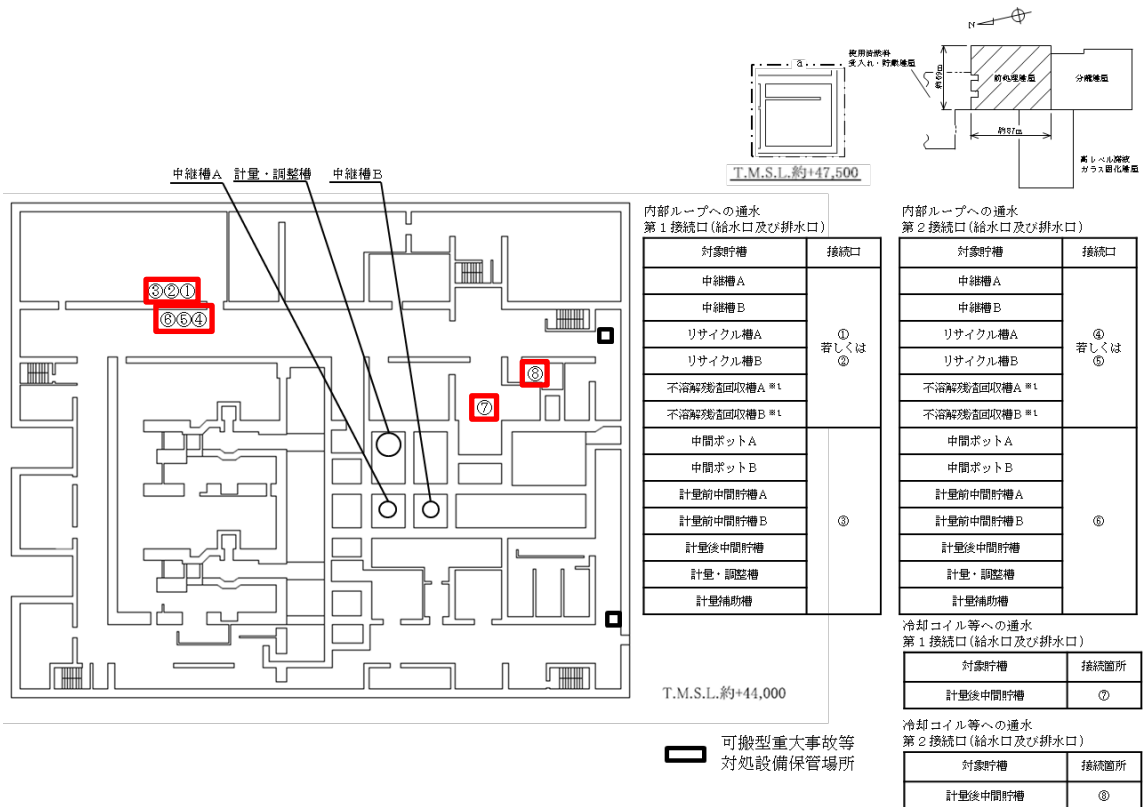 N
使用済燃料
受入れ・貯蔵建屋
約69m
前処理建屋
分離建屋
約87m
高レベル廃液
ガラス固化建屋
a
T.M.S.L.約+47,500
中継槽A 計量・調整槽 中継槽B
③②①
⑥⑤④
⑧
⑦
T.M.S.L.約+44,000
可搬型重大事故等
対処設備保管場所
内部ループへの通水
第1接続口(給水口及び排水口)
対象貯槽 接続口
中継槽A
中継槽B
リサイクル槽A
リサイクル槽B
不溶解残渣回収槽A ※1
不溶解残渣回収槽B ※1
①
若しくは
②
中間ポットA
中間ポットB
計量前中間貯槽A
計量前中間貯槽B
計量後中間貯槽
計量・調整槽
計量補助槽
③
内部ループへの通水
第2接続口(給水口及び排水口)
対象貯槽 接続口
中継槽A
中継槽B
リサイクル槽A
リサイクル槽B
不溶解残渣回収槽A ※1
不溶解残渣回収槽B ※1
④
若しくは
⑤
中間ポットA
中間ポットB
計量前中間貯槽A
計量前中間貯槽B
計量後中間貯槽
計量・調整槽
計量補助槽
⑥
冷却コイル等への通水
第1接続口(給水口及び排水口)
対象貯槽 接続箇所
計量後中間貯槽 ⑦
冷却コイル等への通水
第2接続口(給水口及び排水口)
対象貯槽 接続箇所
計量後中間貯槽 ⑧